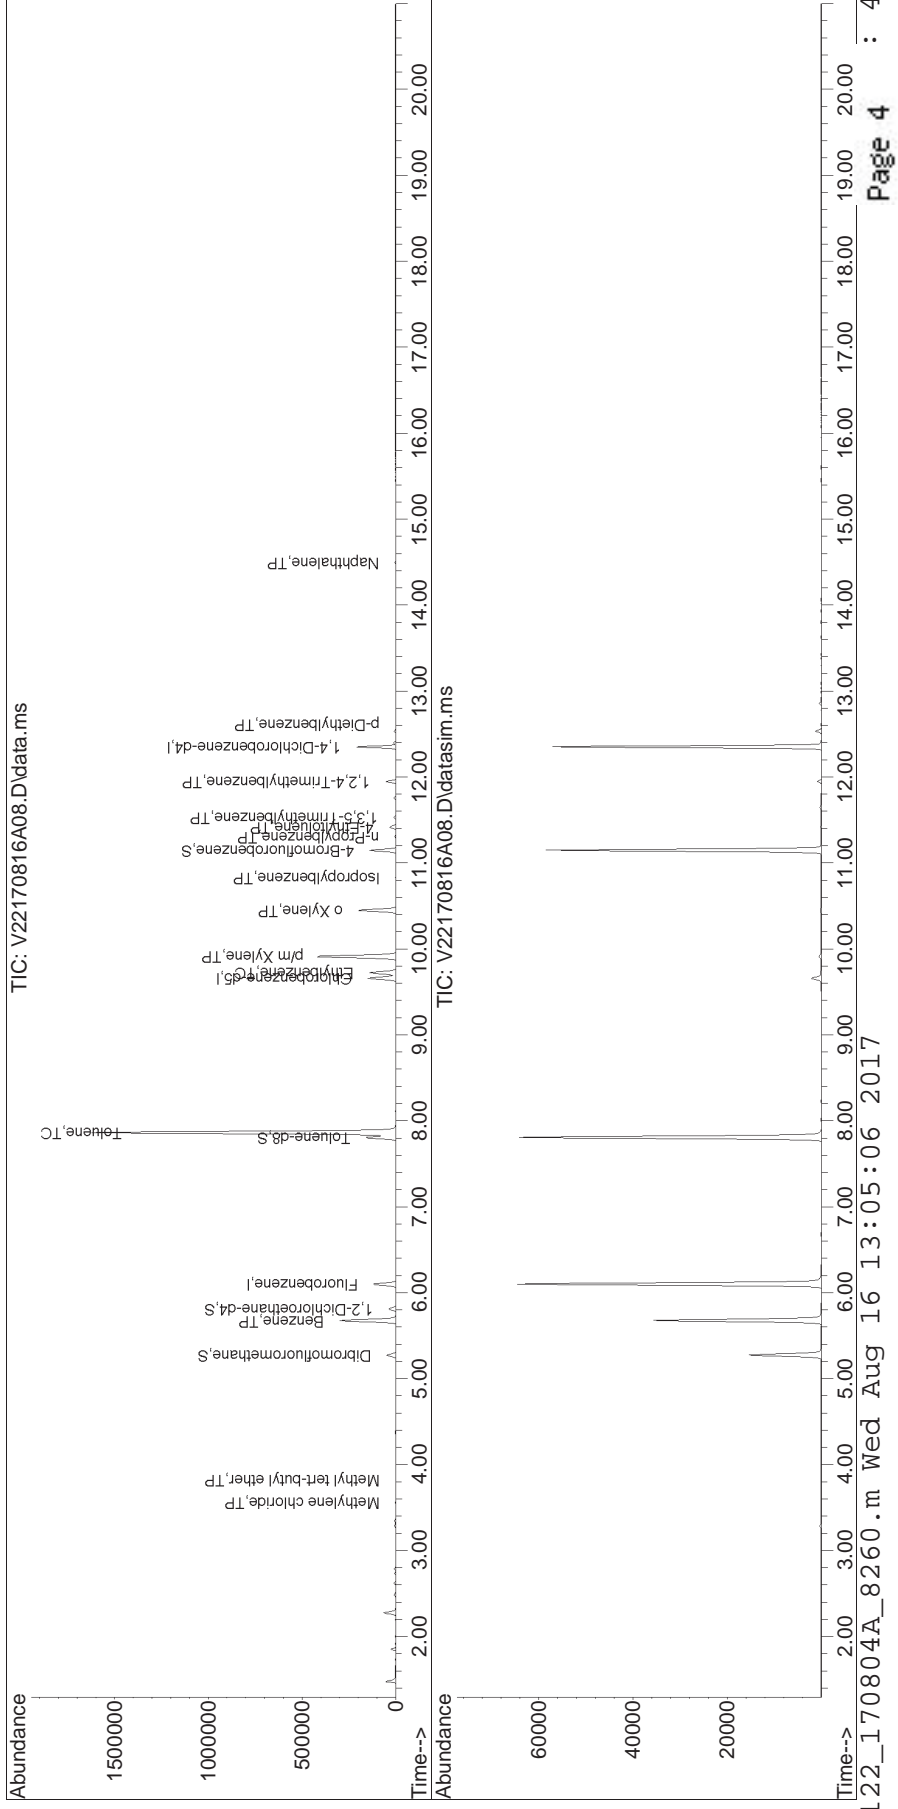 TIC: V22170816A08.D\data.ms
Abundance
1500000
1000000
500000
0
Methylene chloride,TP
Methyl tert-butyl ether,TP
Dibromofluoromethane,S
Benzene,TP
1,2-Dichloroethane-d4,S
Fluorobenzene,I
Toluene-d8,S
Toluene,TC
Chlorobenzene-d5,I
Ethylbenzene,TC
p/m Xylene,TP
o Xylene,TP
Isopropylbenzene,TP
4-Bromofluorobenzene,S
n-Propylbenzene,TP
4-Ethyltoluene,TP
1,3,5-Trimethylbenzene,TP
1,2,4-Trimethylbenzene,TP
1,4-Dichlorobenzene-d4,I
p-Diethylbenzene,TP
Naphthalene,TP
Time--> 2.00 3.00 4.00 5.00 6.00 7.00 8.00 9.00 10.00 11.00 12.00 13.00 14.00 15.00 16.00 17.00 18.00 19.00 20.00
TIC: V22170816A08.D\datasim.ms
Abundance
60000
40000
20000
Time--> 2.00 3.00 4.00 5.00 6.00 7.00 8.00 9.00 10.00 11.00 12.00 13.00 14.00 15.00 16.00 17.00 18.00 19.00 20.00
122_170804A_8260.m Wed Aug 16 13:05:06 2017
Page 4
: 4